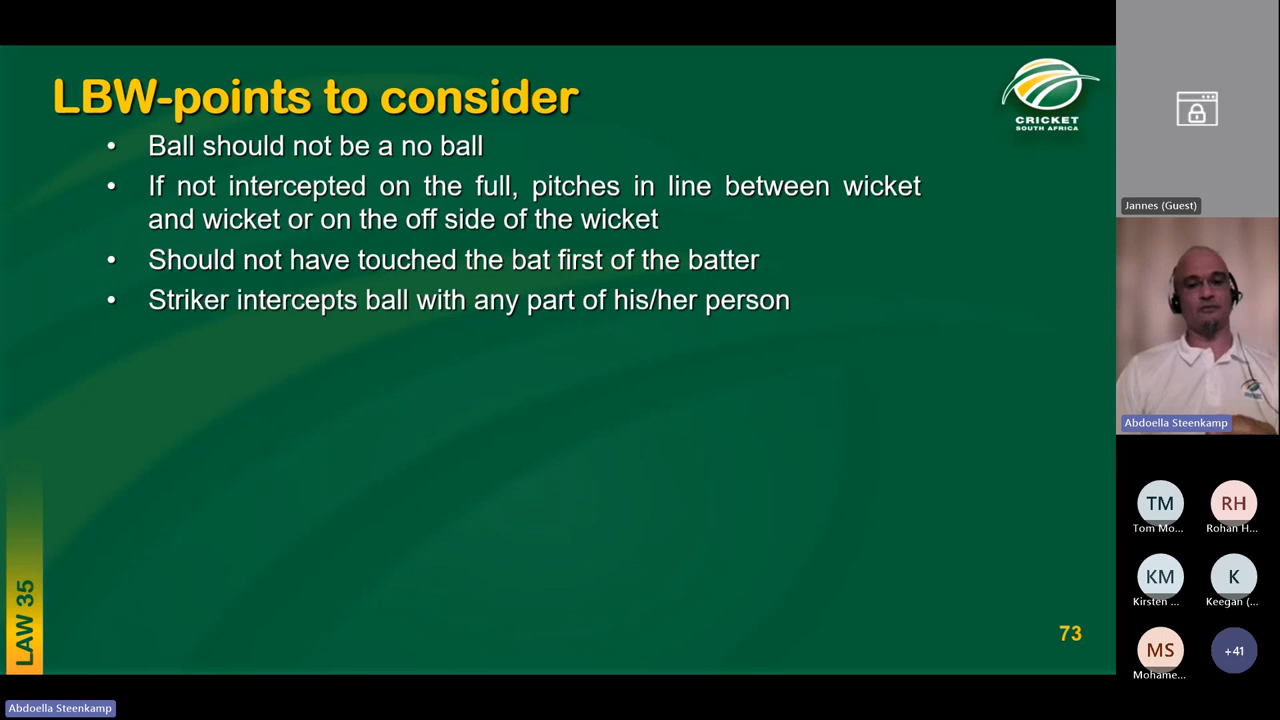 LBW-points to consider
CRICKET
SOUTH AFRICA
• Ball should not be a no ball
• If not intercepted on the full, pitches in line between wicket
and wicket or on the off side of the wicket
• Should not have touched the bat first of the batter
• Striker intercepts ball with any part of his/her person
LAW 35
73
Abdoella Steenkamp
Jannes (Guest)
Abdoella Steenkamp
TM
Tom Mo...
RH
Rohan H...
KM
Kirsten ...
K
Keegan (...
MS
Mohame...
+41